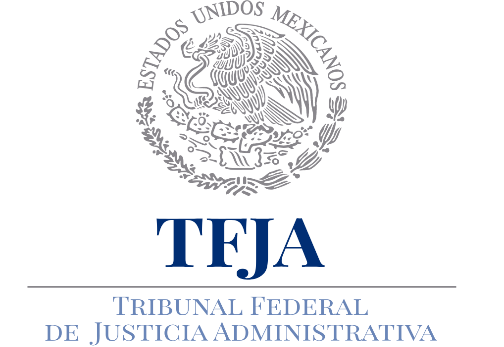 ESTADOS UNIDOS MEXICANOS
TFJA
TRIBUNAL FEDERAL
DE JUSTICIA ADMINISTRATIVA